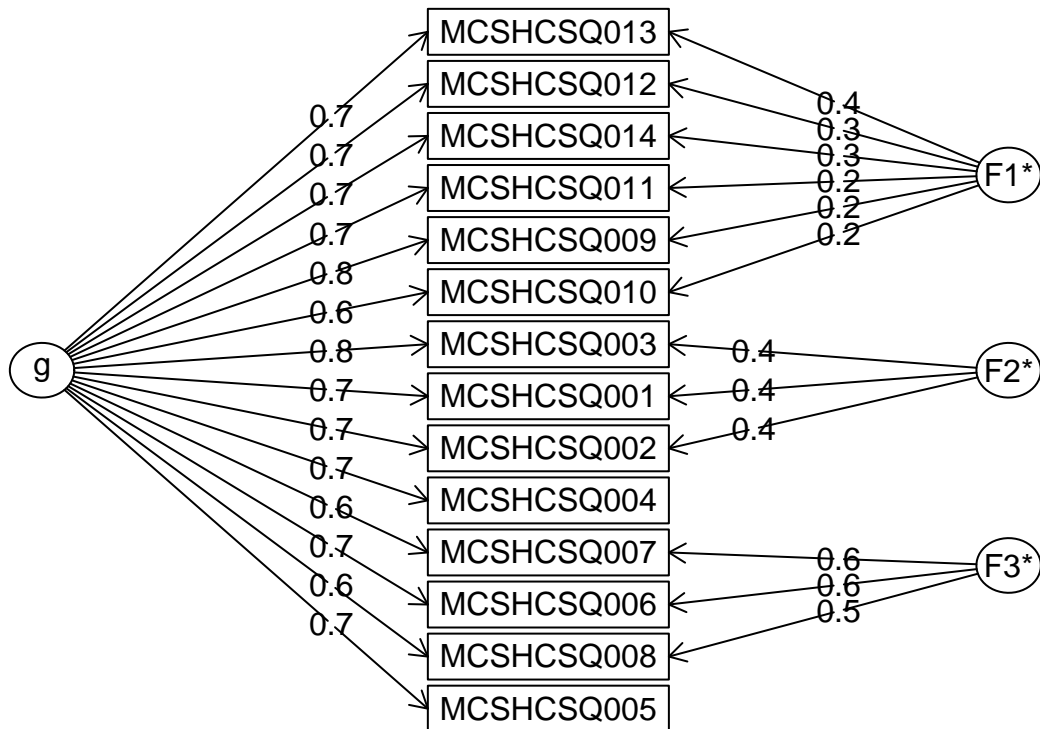 MCSHCSQ013
MCSHCSQ012
MCSHCSQ014
MCSHCSQ011
MCSHCSQ009
MCSHCSQ010
MCSHCSQ003
MCSHCSQ001
MCSHCSQ002
MCSHCSQ004
MCSHCSQ007
MCSHCSQ006
MCSHCSQ008
MCSHCSQ005
g
0.7
0.7
0.7
0.7
0.8
0.6
0.8
0.7
0.7
0.7
0.6
0.7
0.6
0.7
F1*
0.4
0.3
0.3
0.2
0.2
0.2
F2*
0.4
0.4
0.4
F3*
0.6
0.6
0.5